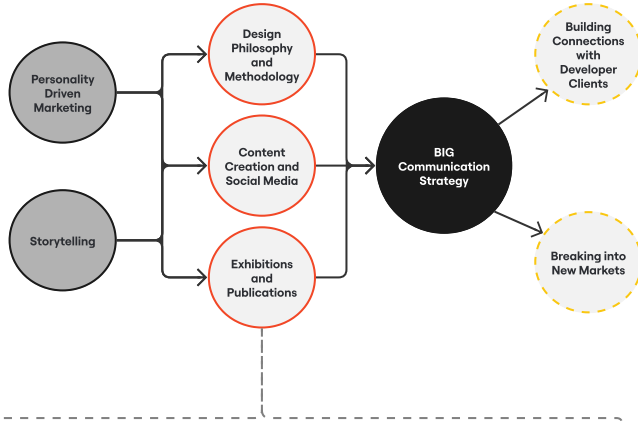 Personality
Driven
Marketing
Storytelling
Design
Philosophy
and
Methodology
Content
Creation and
Social Media
Exhibitions
and
Publications
BIG
Communication
Strategy
Building
Connections
with
Developer
Clients
Breaking into
New Markets